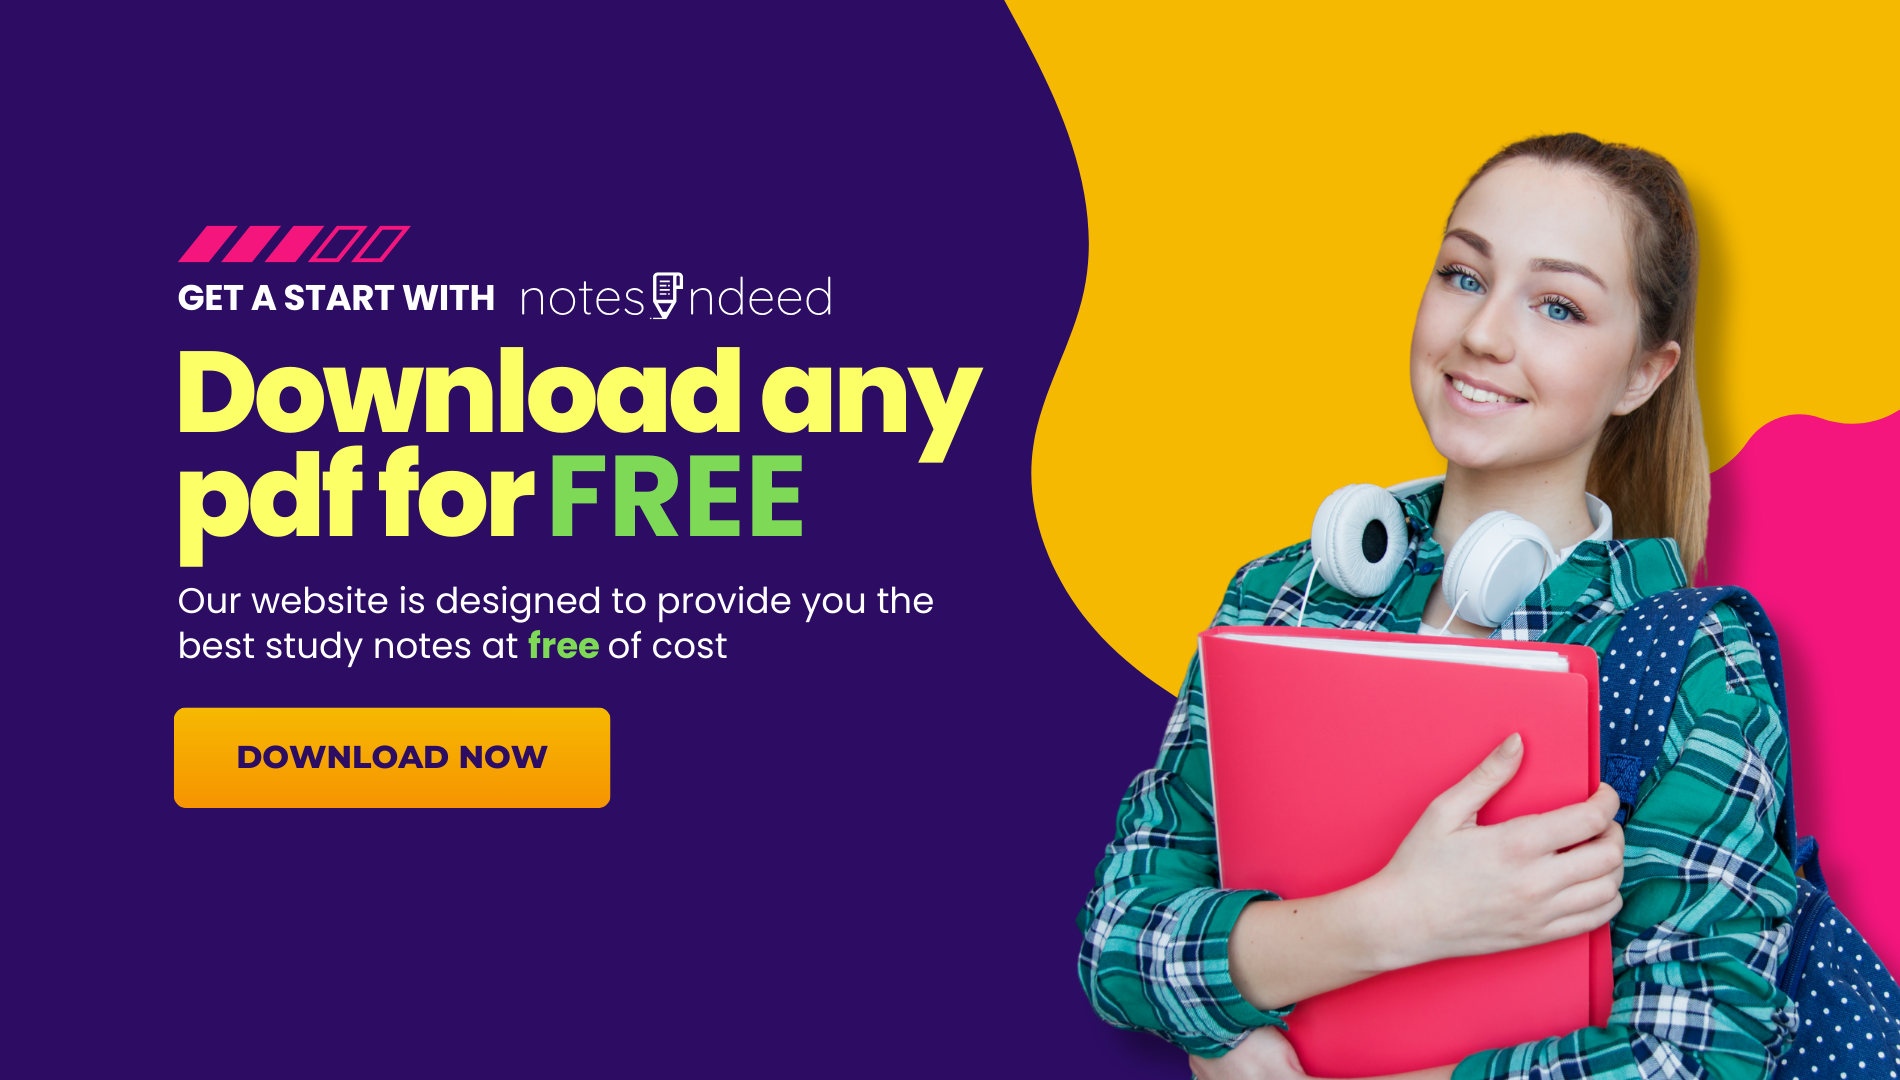 GET A START WITH notesindeed
Download any
pdf for FREE
Our website is designed to provide you the
best study notes at free of cost
DOWNLOAD NOW